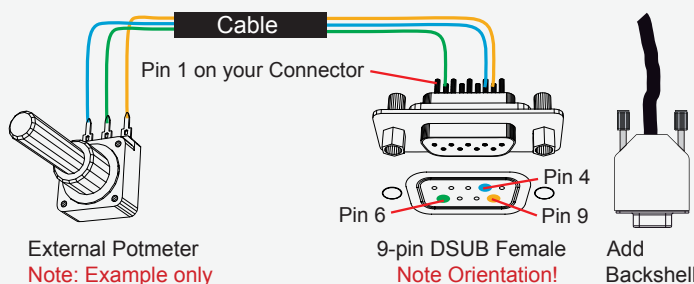 Cable
Pin 1 on your Connector
Pin 4
Pin 6
Pin 9
External Potmeter
Note: Example only
9-pin DSUB Female
Note Orientation!
Add
Backshell